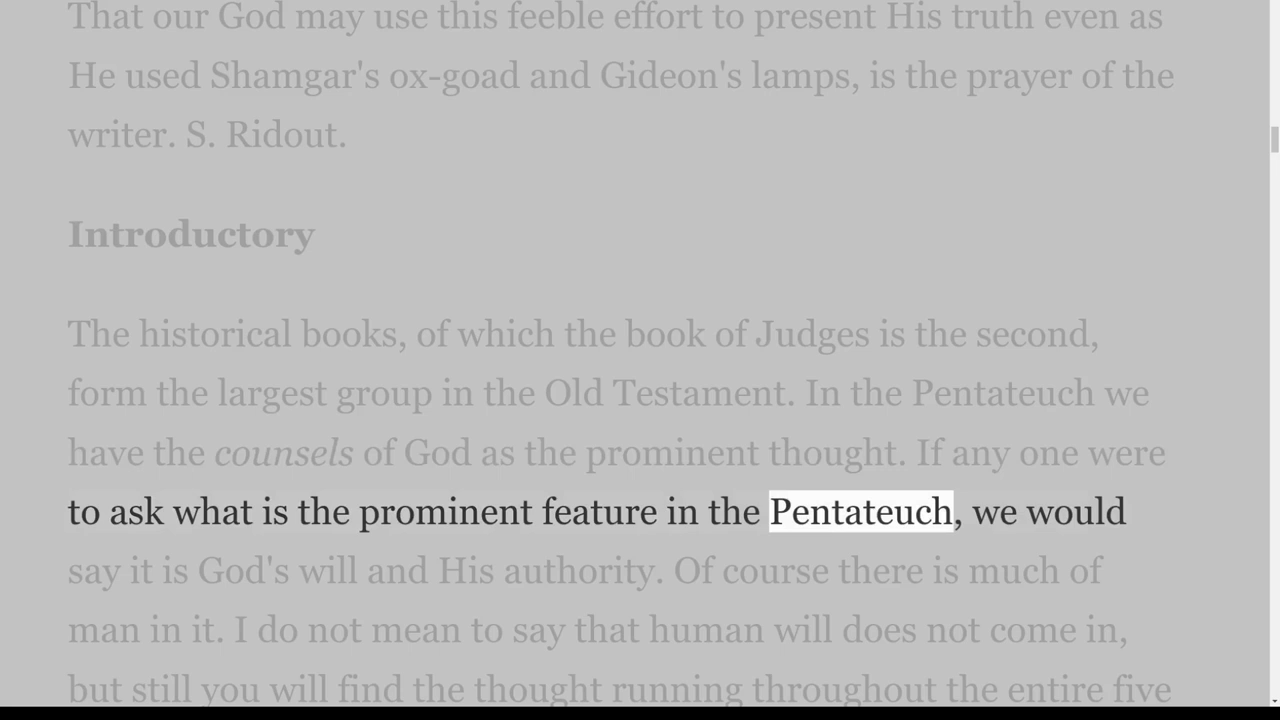 That our God may use this feeble effort to present His truth even as
He used Shamgar's ox-goad and Gideon's lamps, is the prayer of the
writer. S. Ridout.
Introductory
The historical books, of which the book of Judges is the second,
form the largest group in the Old Testament. In the Pentateuch we
have the counsels of God as the prominent thought. If any one were
to ask what is the prominent feature in the Pentateuch, we would
say it is God's will and His authority. Of course there is much of
man in it. I do not mean to say that human will does not come in,
but still you will find the thought running throughout the entire five